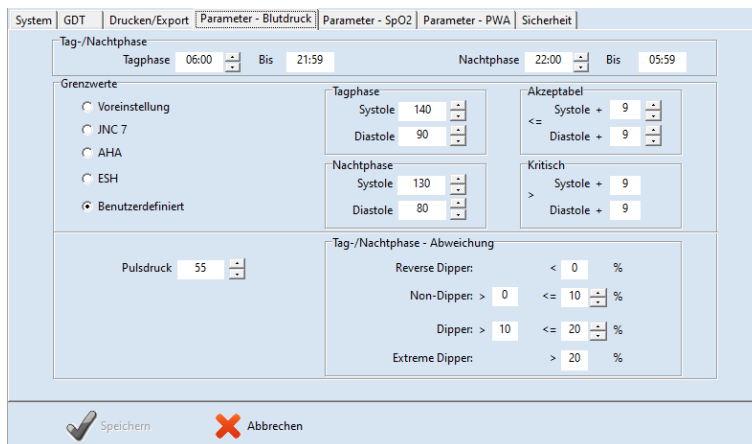 System GDT Drucken/Export Parameter - Blutdruck Parameter - SpO2 Parameter - PWA Sicherheit
Tag-/Nachtphase
Tagphase 06:00 Bis 21:59 Nachtphase 22:00 Bis 05:59
Grenzwerte
Voreinstellung
JNC 7
AHA
ESH
Benutzerdefiniert
Tagphase
Systole 140
Diastole 90
Akzeptabel
<=
Systole + 9
Diastole + 9
Nachtphase
Systole 130
Diastole 80
Kritisch
>
Systole + 9
Diastole + 9
Pulsdruck 55
Tag-/Nachtphase - Abweichung
Reverse Dipper: < 0 %
Non-Dipper: > 0 <= 10 %
Dipper: > 10 <= 20 %
Extreme Dipper: > 20 %
Speichern Abbrechen